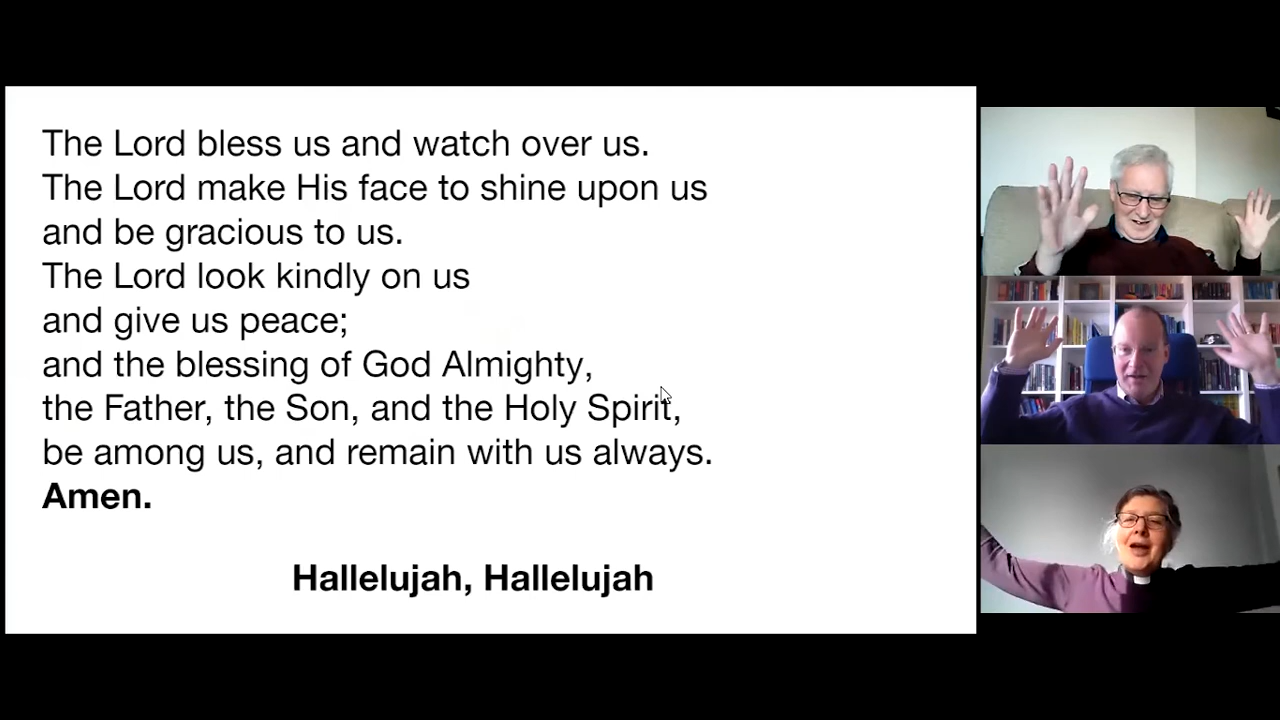 The Lord bless us and watch over us.
The Lord make His face to shine upon us
and be gracious to us.
The Lord look kindly on us
and give us peace;
and the blessing of God Almighty,
the Father, the Son, and the Holy Spirit,
be among us, and remain with us always.
Amen.
Hallelujah, Hallelujah